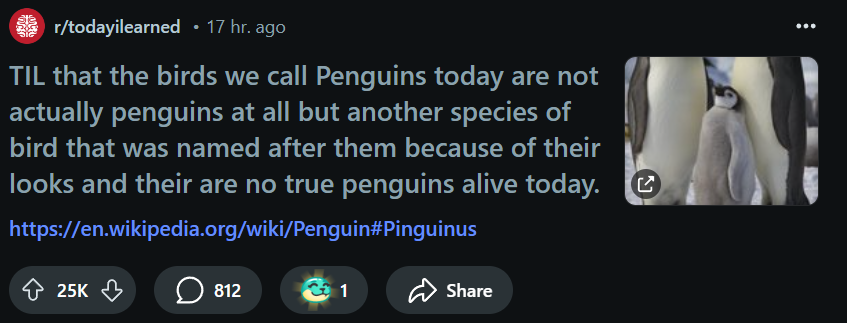 r/todayilearned • 17 hr. ago
TIL that the birds we call Penguins today are not
actually penguins at all but another species of
bird that was named after them because of their
looks and their are no true penguins alive today.
https://en.wikipedia.org/wiki/Penguin#Pinguinus
25K 812 1 Share